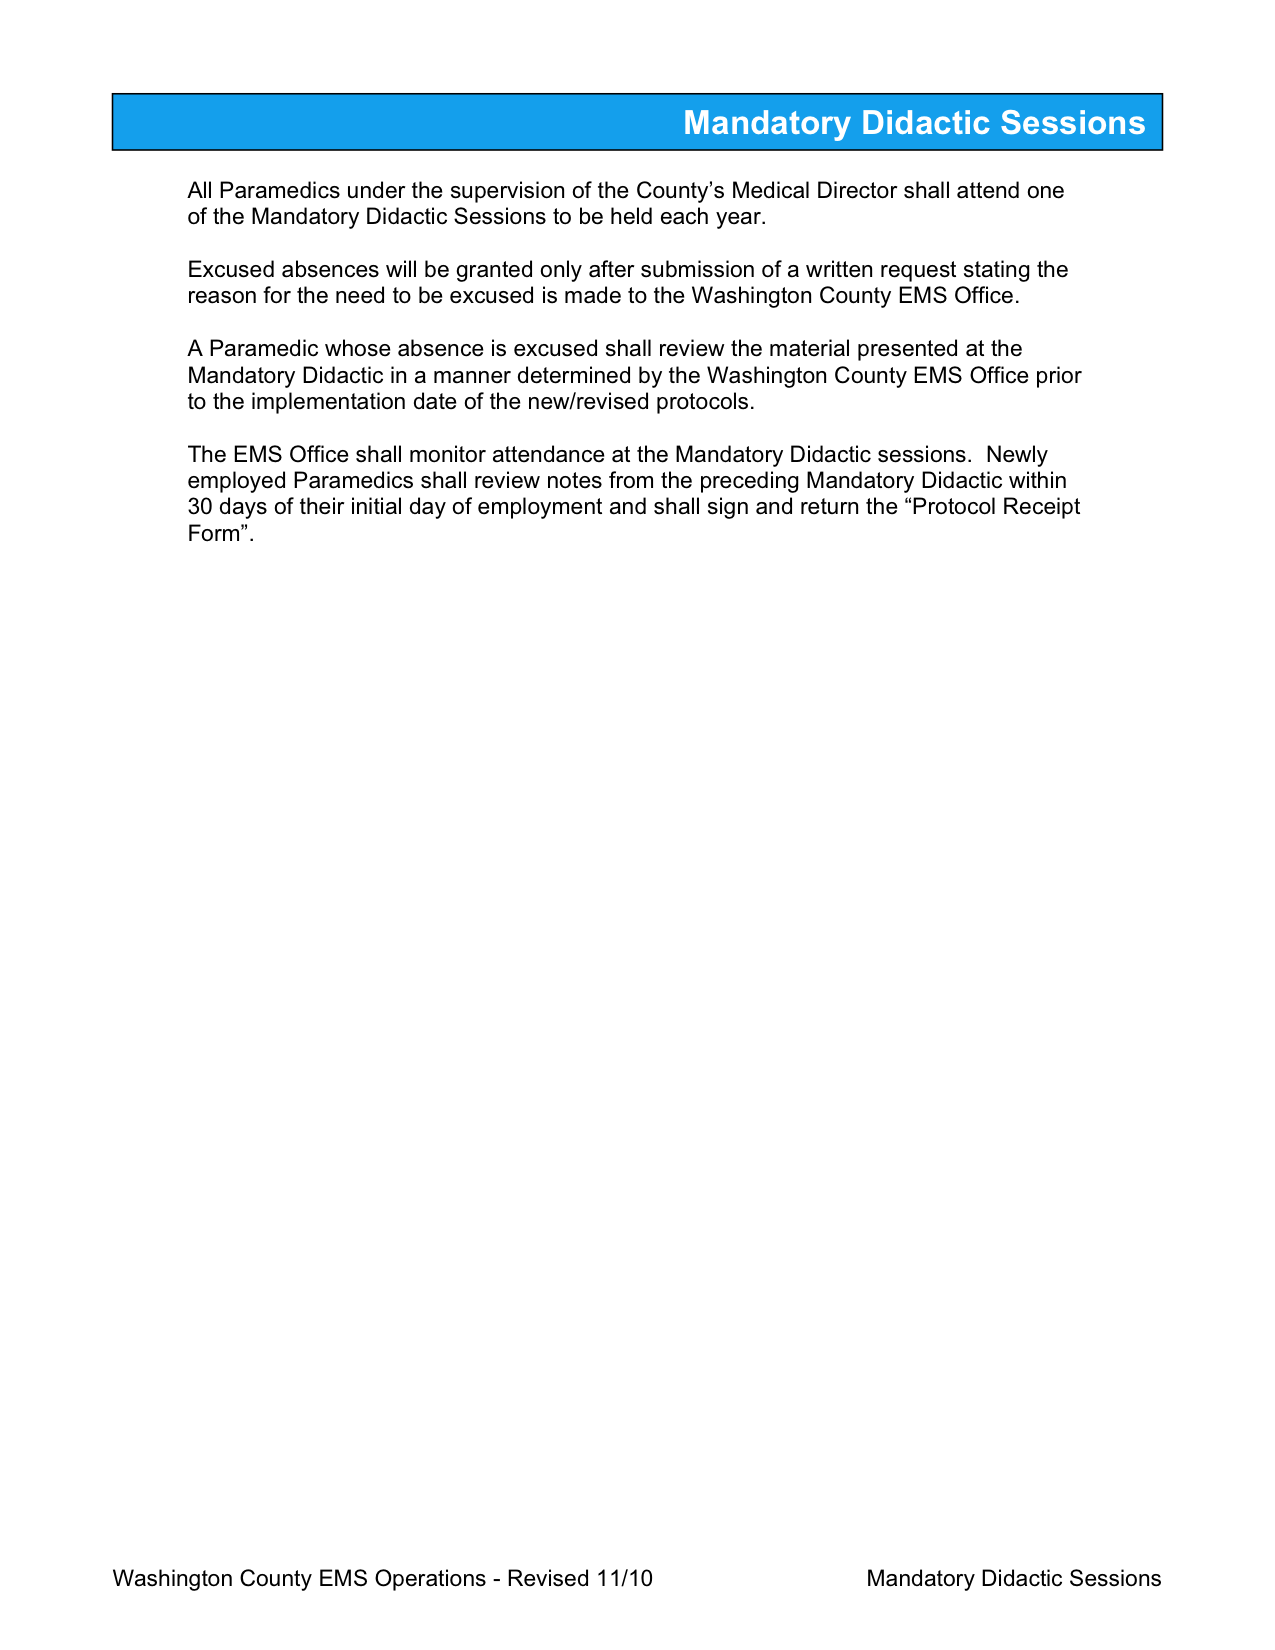 Mandatory Didactic Sessions
All Paramedics under the supervision of the County’s Medical Director shall attend one
of the Mandatory Didactic Sessions to be held each year.
Excused absences will be granted only after submission of a written request stating the
reason for the need to be excused is made to the Washington County EMS Office.
A Paramedic whose absence is excused shall review the material presented at the
Mandatory Didactic in a manner determined by the Washington County EMS Office prior
to the implementation date of the new/revised protocols.
The EMS Office shall monitor attendance at the Mandatory Didactic sessions.  Newly
employed Paramedics shall review notes from the preceding Mandatory Didactic within
30 days of their initial day of employment and shall sign and return the “Protocol Receipt
Form”.
Washington County EMS Operations - Revised 11/10 Mandatory Didactic Sessions